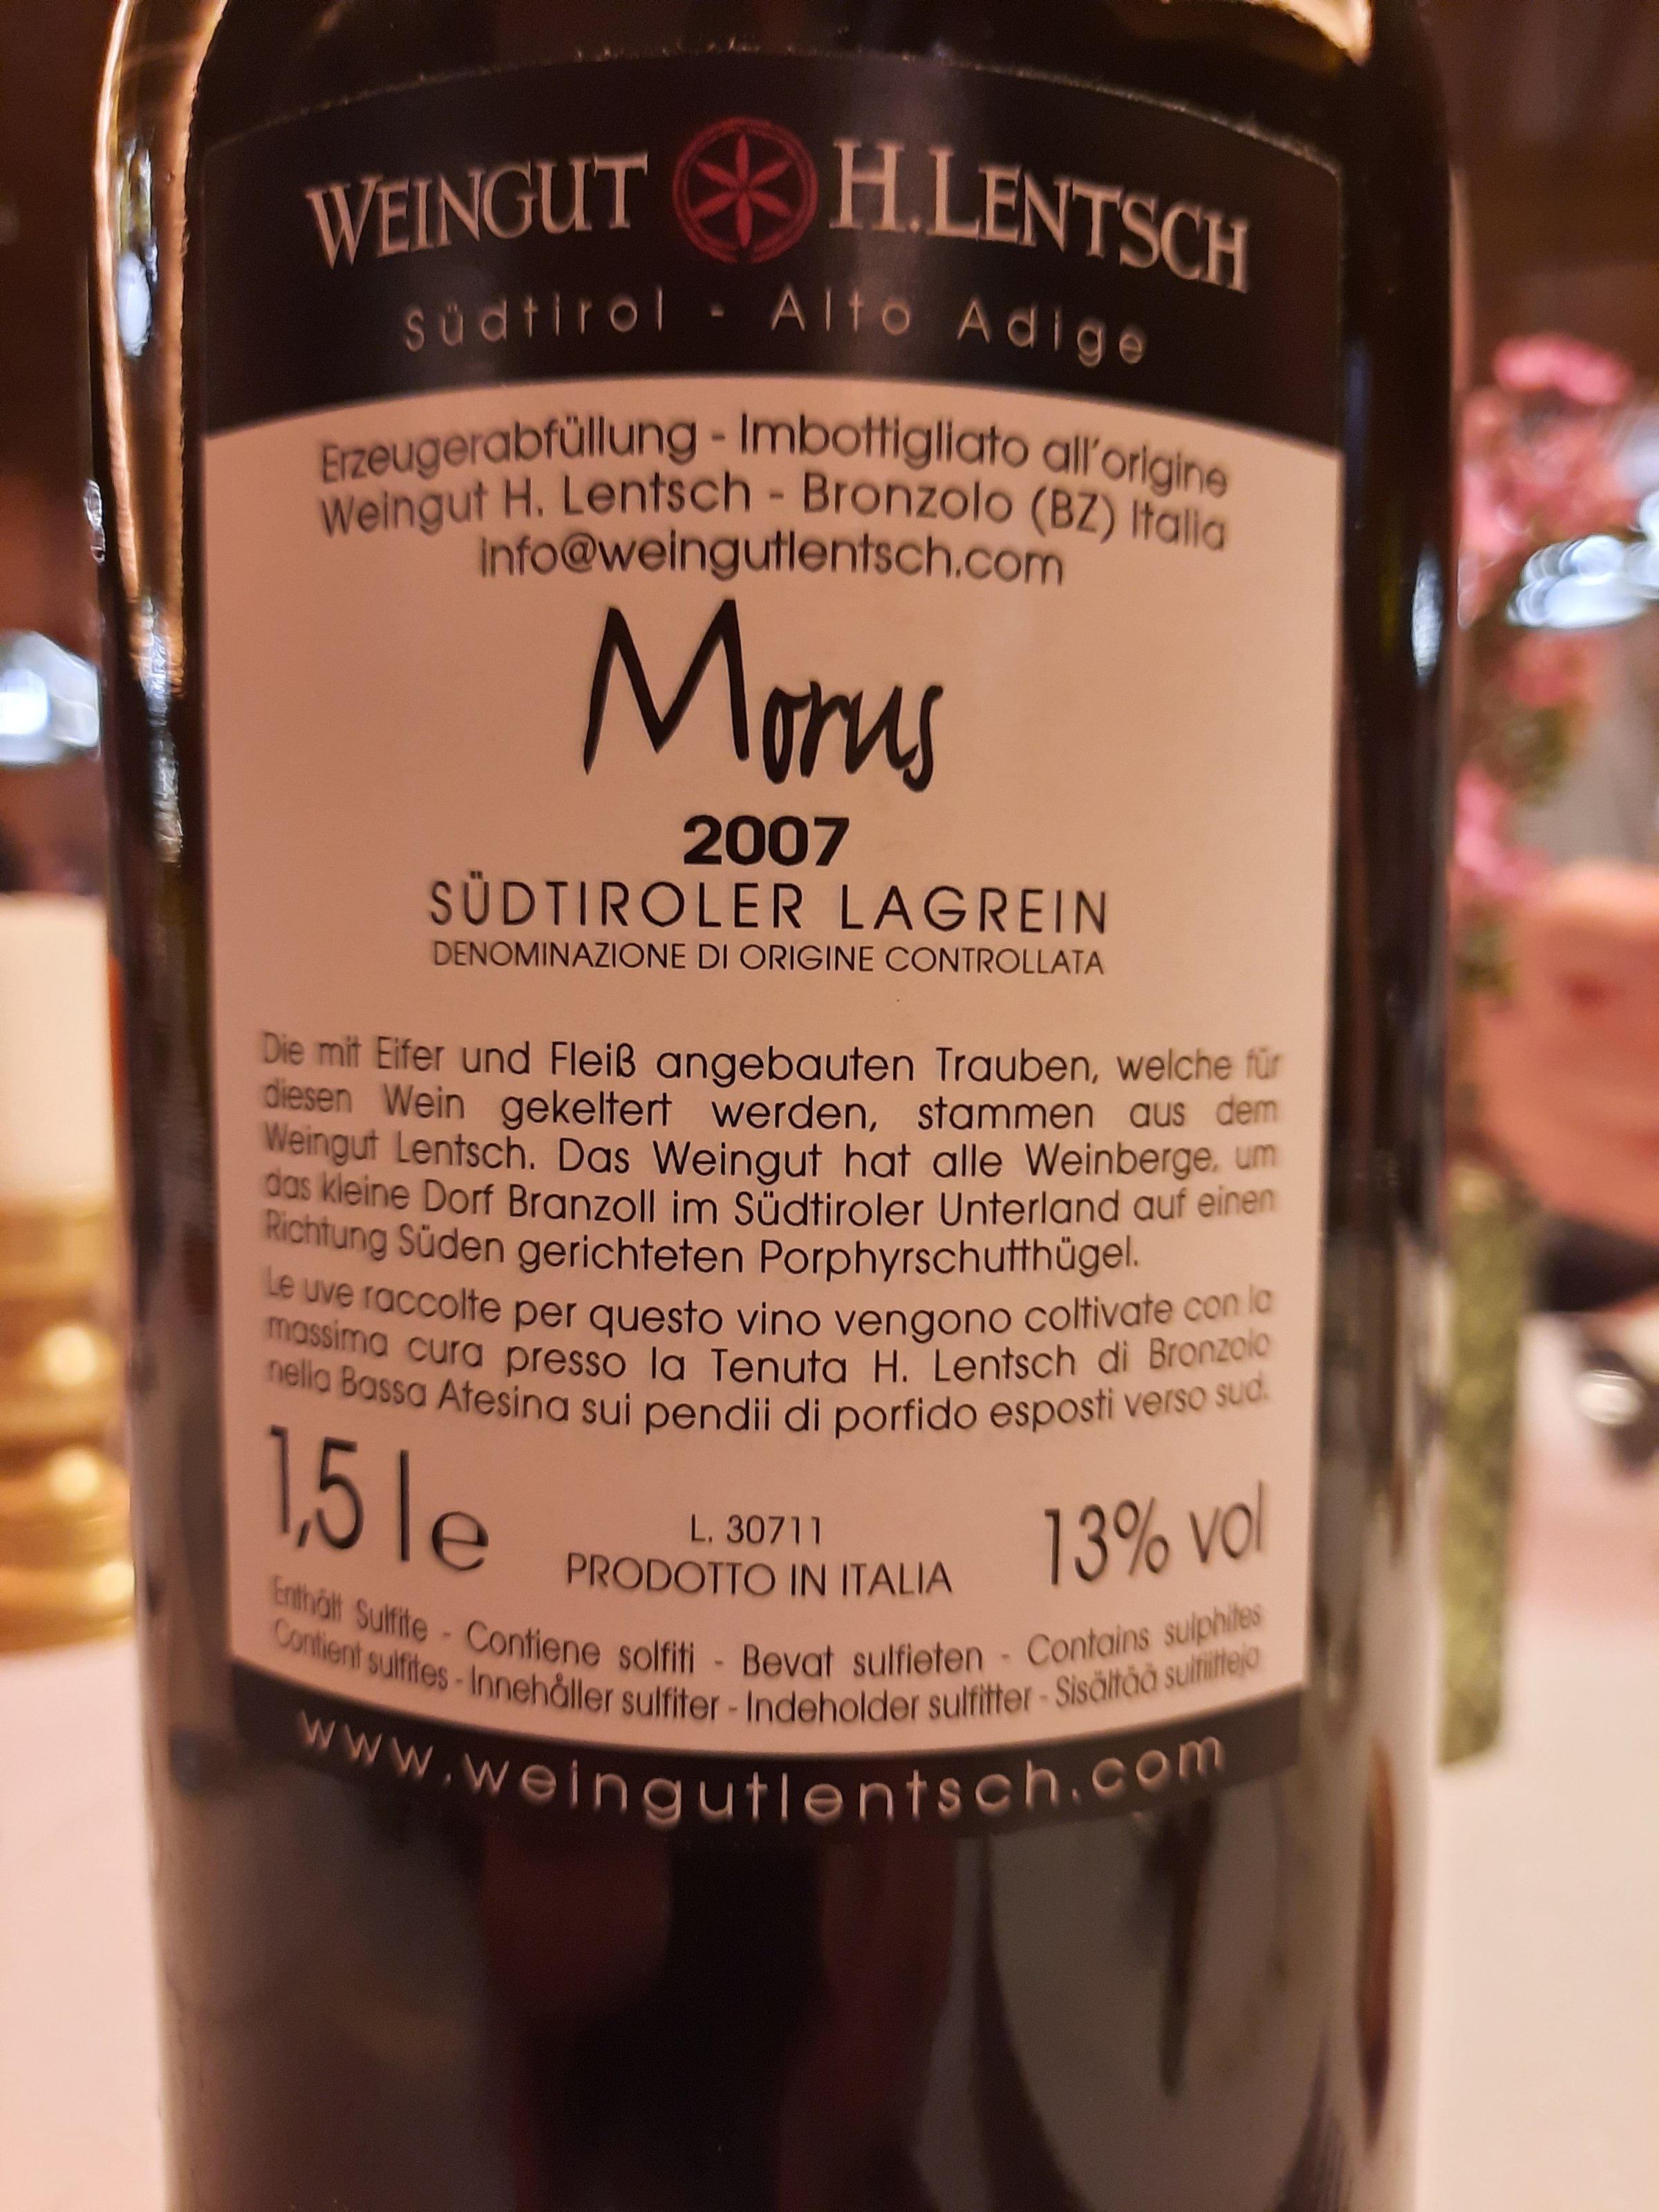 WEINGUT H.LENTSCH
Südtirol - Alto Adige
Erzeugerabfüllung - Imbottigliato all'origine
Weingut H. Lentsch - Bronzolo (BZ) Italia
info@weingutlentsch.com
Morus
2007
SÜDTIROLER LAGREIN
DENOMINAZIONE DI ORIGINE CONTROLLATA
Die mit Eifer und Fleiß angebauten Trauben, welche für
diesen Wein gekeltert werden, stammen aus dem
Weingut Lentsch. Das Weingut hat alle Weinberge, um
das kleine Dorf Branzoll im Südtiroler Unterland auf einen
Richtung Süden gerichteten Porphyrschutthügel.
Le uve raccolte per questo vino vengono coltivate con la
massima cura presso la Tenuta H. Lentsch di Bronzolo
nella Bassa Atesina sui pendii di porfido esposti verso sud.
1,5 l e
L. 30711
PRODOTTO IN ITALIA
13% vol
Enthält Sulfite - Contiene solfiti - Bevat sulfieten - Contains sulphites
Contient sulfites - Innehåller sulfiter - Indeholder sulfitter - Sisältää sulfiitteja
www.weingutlentsch.com